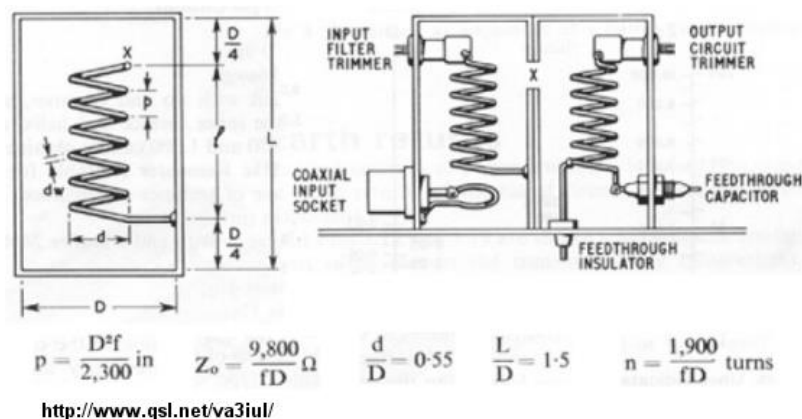 X
D
4
p
l
L
dw
d
D
4
D
INPUT
FILTER
TRIMMER
X
OUTPUT
CIRCUIT
TRIMMER
COAXIAL
INPUT
SOCKET
FEEDTHROUGH
CAPACITOR
FEEDTHROUGH
INSULATOR
p = D²f / 2,300 in
Zo = 9,800 / fD Ω
d / D = 0·55
L / D = 1·5
n = 1,900 / fD turns
http://www.qsl.net/va3iul/